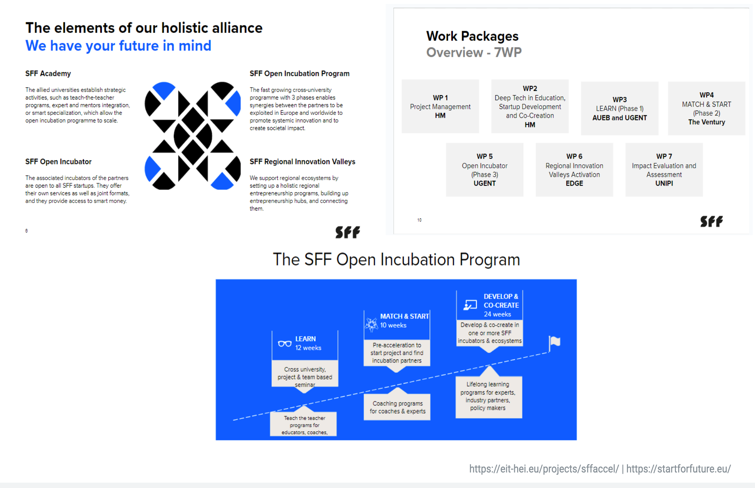 The elements of our holistic alliance
We have your future in mind
SFF Academy
The allied universities establish strategic
activities, such as teach-the-teacher
programs, expert and mentors integration,
or smart specialization, which allow the
open incubation programme to scale.
SFF Open Incubation Program
The fast growing cross-university
programme with 3 phases enables
synergies between the partners to be
exploited in Europe and worldwide to
promote systemic innovation and to
create societal impact.
SFF Open Incubator
The associated incubators of the partners
are open to all SFF startups. They offer
their own services as well as joint formats,
and they provide access to smart money.
SFF Regional Innovation Valleys
We support regional ecosystems by
setting up a holistic regional
entrepreneurship programs, building up
entrepreneurship hubs, and connecting
them.
SFF
Work Packages
Overview - 7WP
WP 1
Project Management
HM
WP2
Deep Tech in Education,
Startup Development
and Co-Creation
HM
WP3
LEARN (Phase 1)
AUEB and UGENT
WP4
MATCH & START
(Phase 2)
The Ventury
WP 5
Open Incubator
(Phase 3)
UGENT
WP 6
Regional Innovation
Valleys Activation
EDGE
WP 7
Impact Evaluation and
Assessment
UNIPI
SFF
The SFF Open Incubation Program
LEARN
12 weeks
Cross university,
project & team based
seminar
Teach the teacher
programs for
educators, coaches,
MATCH & START
10 weeks
Pre-acceleration to
start project and find
incubation partners
Coaching programs
for coaches & experts
DEVELOP &
CO-CREATE
24 weeks
Develop & co-create in
one or more SFF
incubators & ecosystems
Lifelong learning
programs for experts,
industry partners,
policy makers
https://eit-hei.eu/projects/sffaccel/ | https://startforfuture.eu/